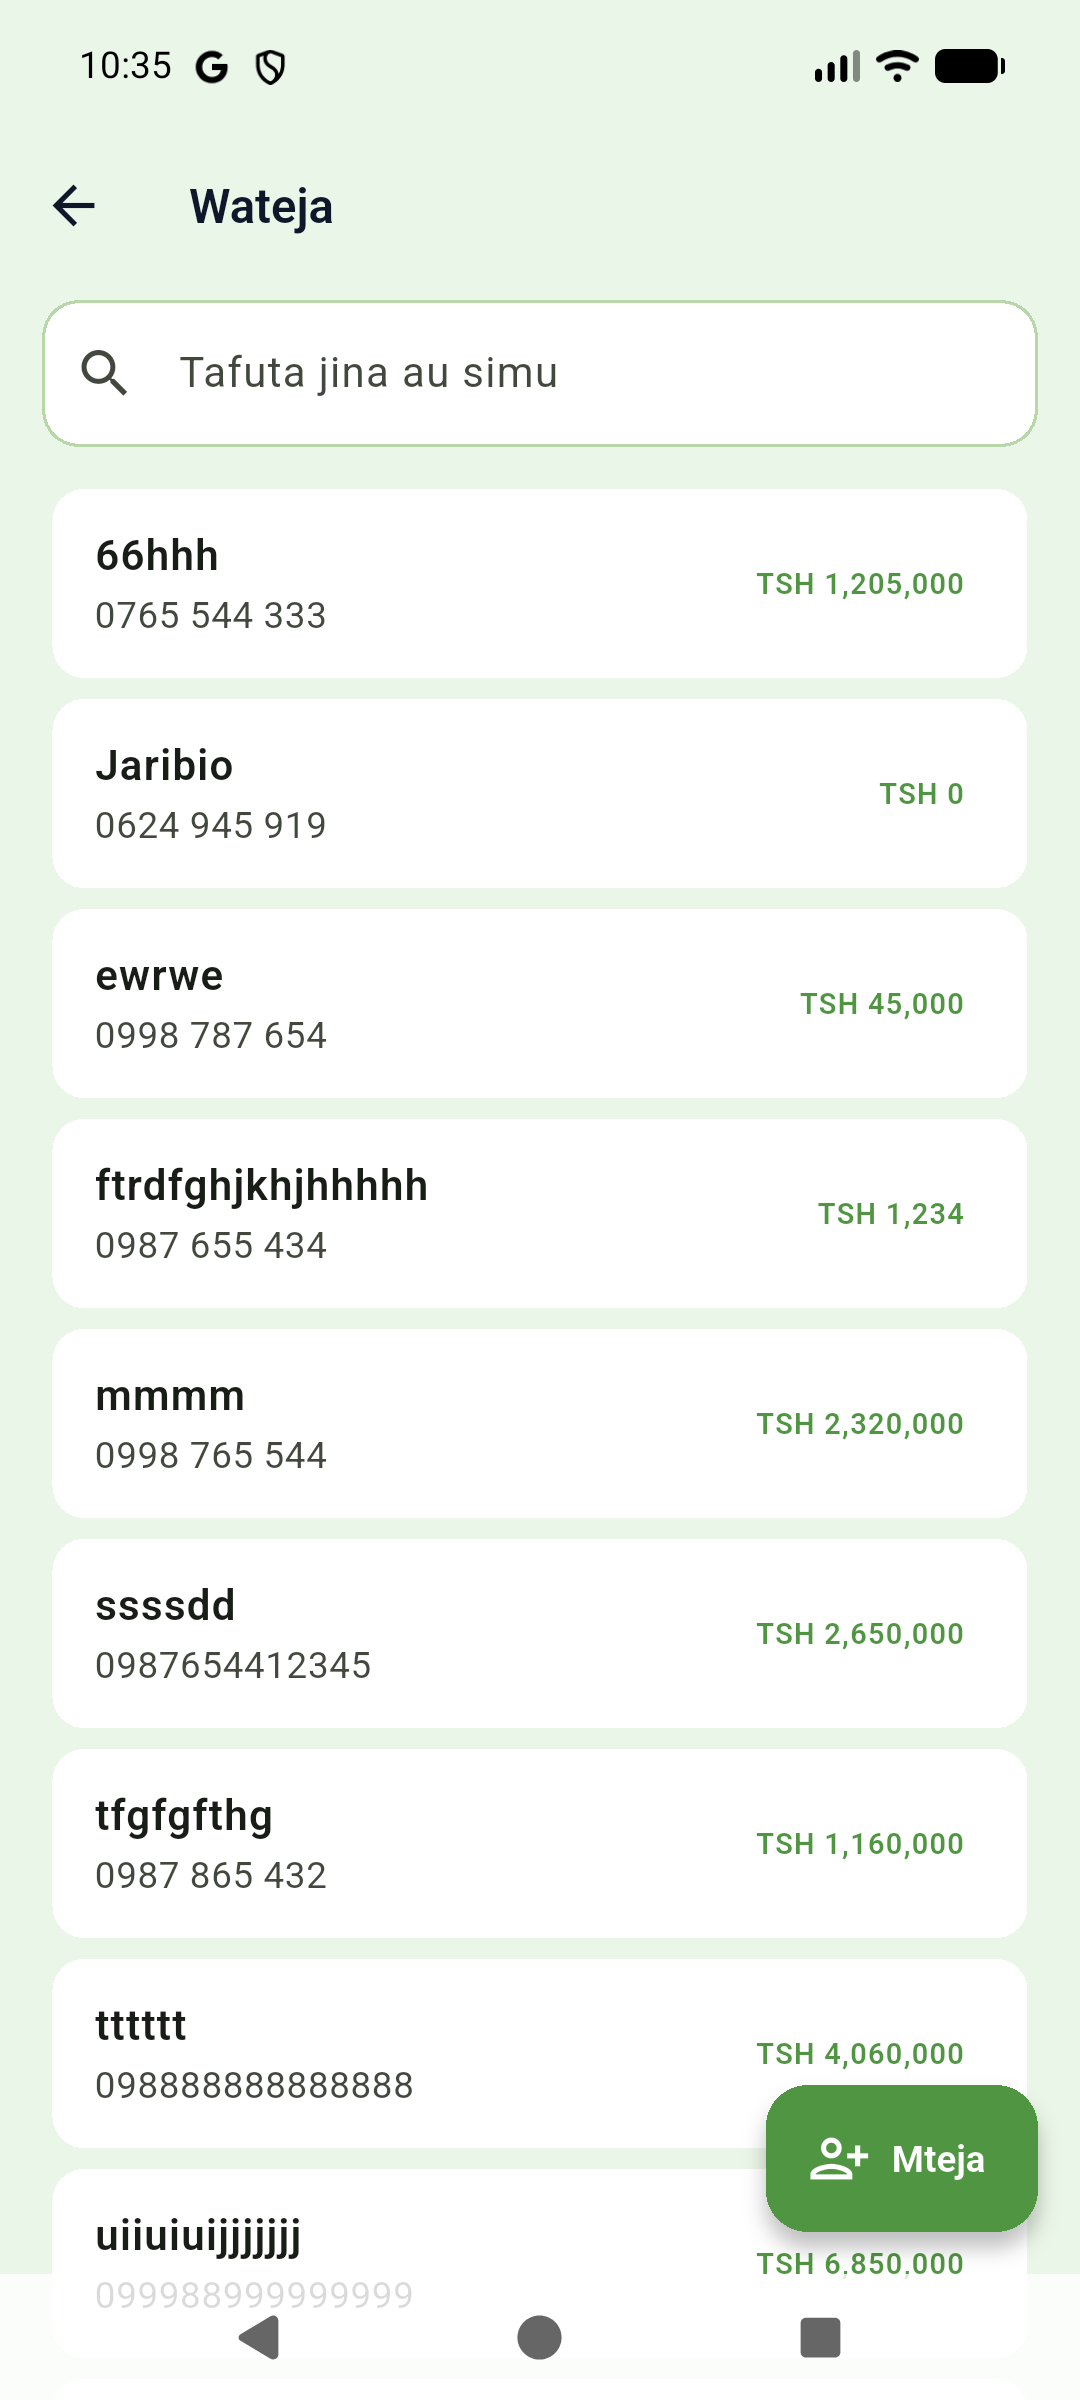 10:35
Wateja
Tafuta jina au simu
66hhh
0765 544 333
TSH 1,205,000
Jaribio
0624 945 919
TSH 0
ewrwe
0998 787 654
TSH 45,000
ftrdfghjkhjhhhhh
0987 655 434
TSH 1,234
mmmm
0998 765 544
TSH 2,320,000
ssssdd
0987654412345
TSH 2,650,000
tfgfgfthg
0987 865 432
TSH 1,160,000
tttttt
098888888888888
TSH 4,060,000
Mteja
uiiuiuijjjjjjj
099988999999999
TSH 6,850,000